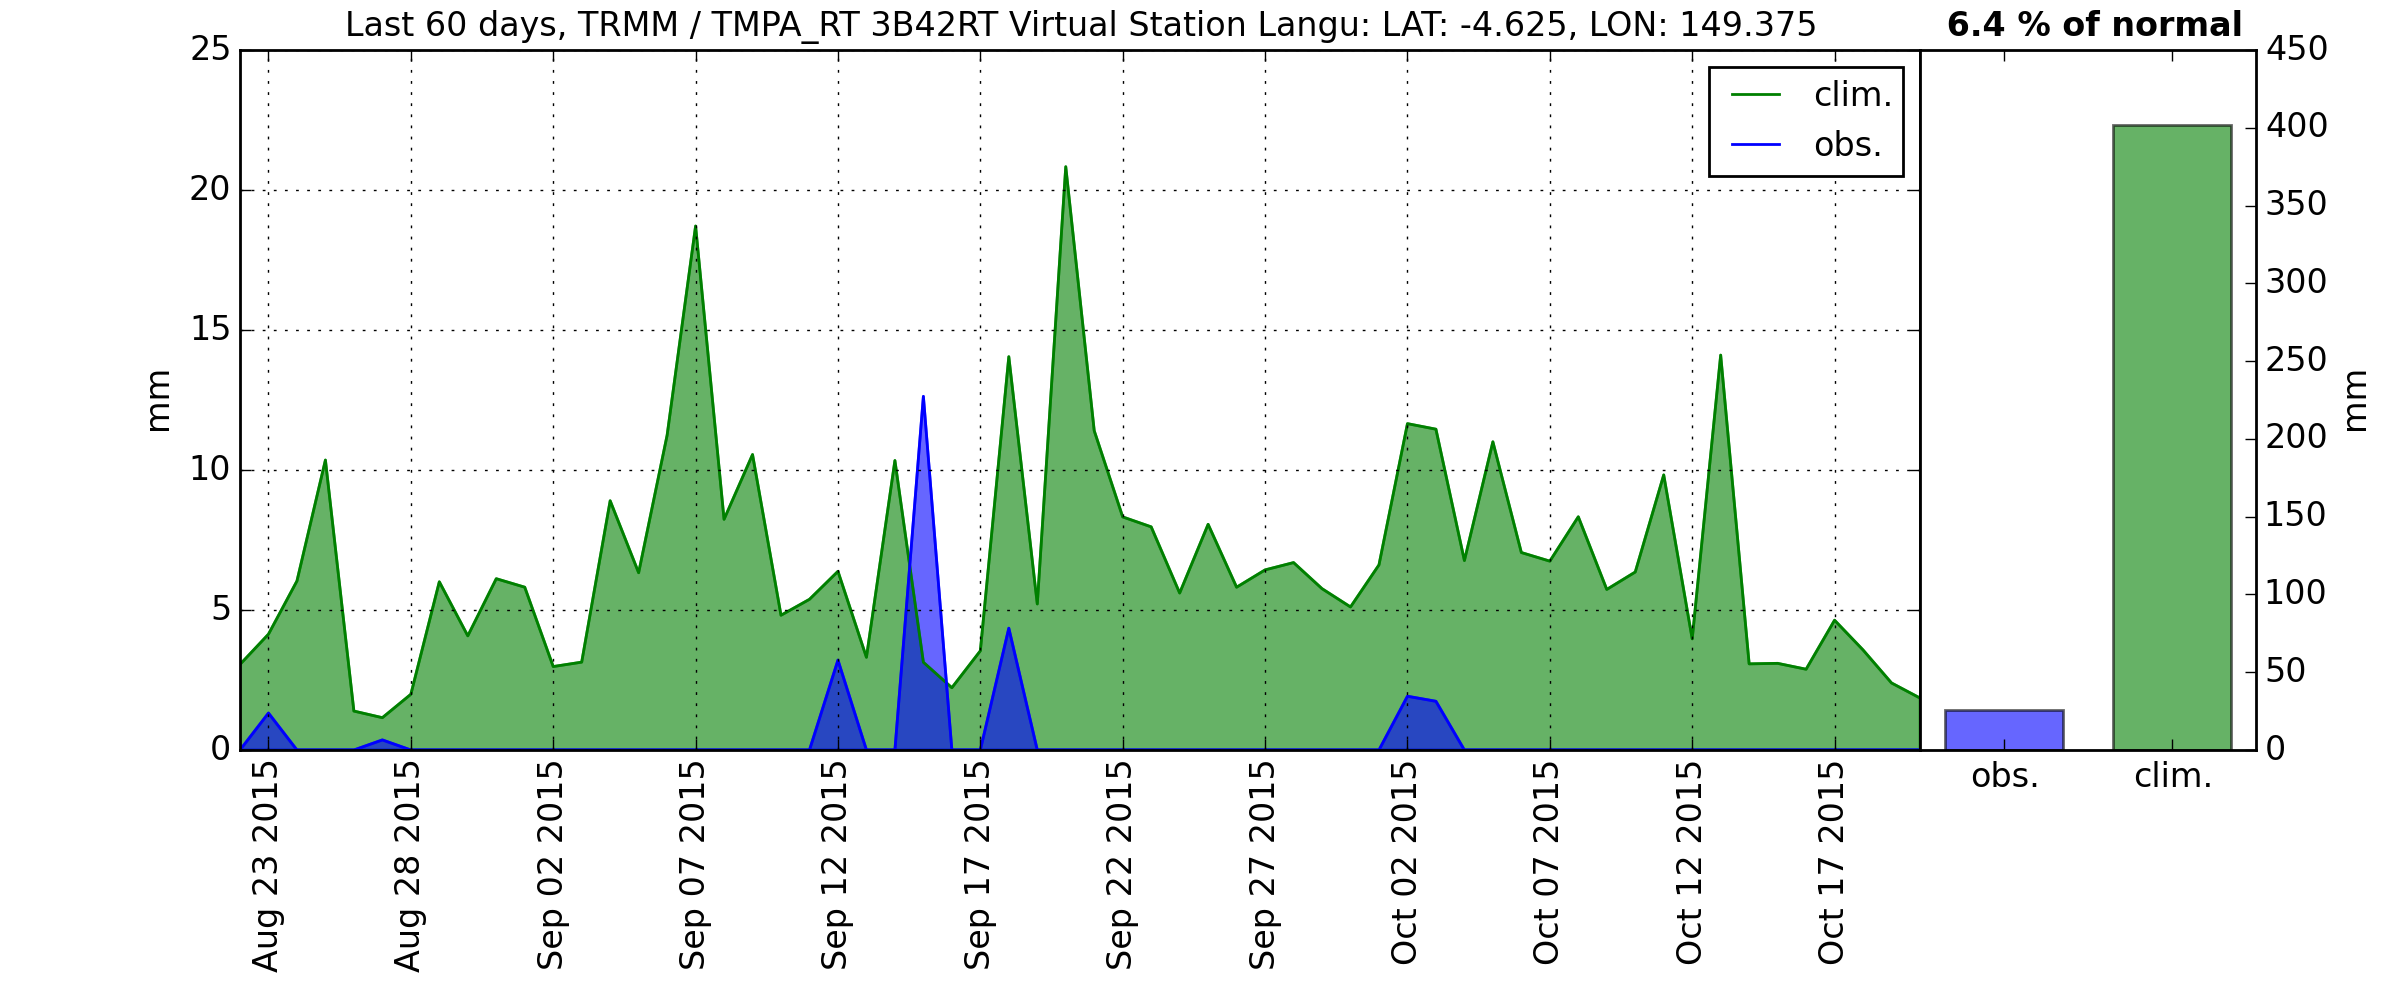 Last 60 days, TRMM / TMPA_RT 3B42RT Virtual Station Langu: LAT: -4.625, LON: 149.375
6.4 % of normal
25
20
15
10
5
0
mm
clim.
obs.
Aug 23 2015
Aug 28 2015
Sep 02 2015
Sep 07 2015
Sep 12 2015
Sep 17 2015
Sep 22 2015
Sep 27 2015
Oct 02 2015
Oct 07 2015
Oct 12 2015
Oct 17 2015
450
400
350
300
250
200
150
100
50
0
mm
obs.
clim.